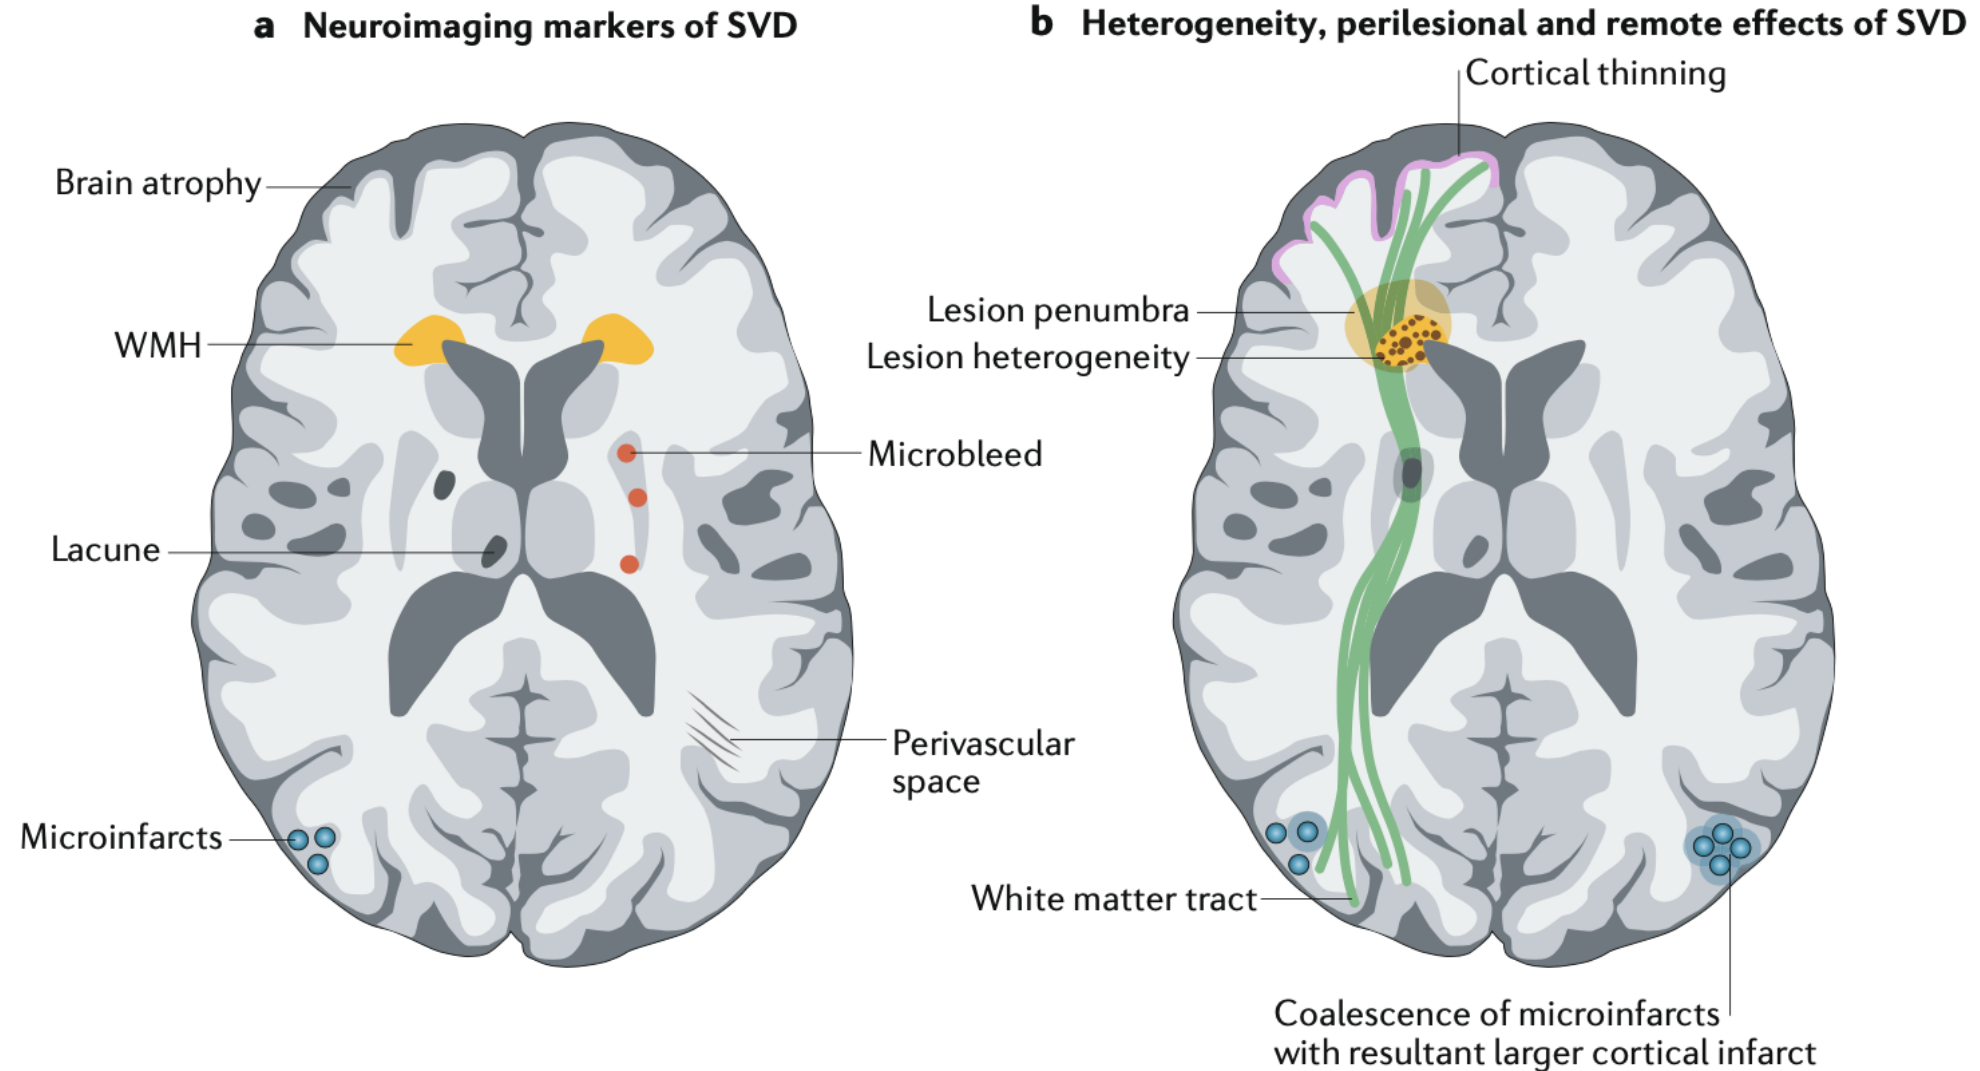 a Neuroimaging markers of SVD
Brain atrophy
WMH
Microbleed
Lacune
Perivascular
space
Microinfarcts
b Heterogeneity, perilesional and remote effects of SVD
Cortical thinning
Lesion penumbra
Lesion heterogeneity
White matter tract
Coalescence of microinfarcts
with resultant larger cortical infarct